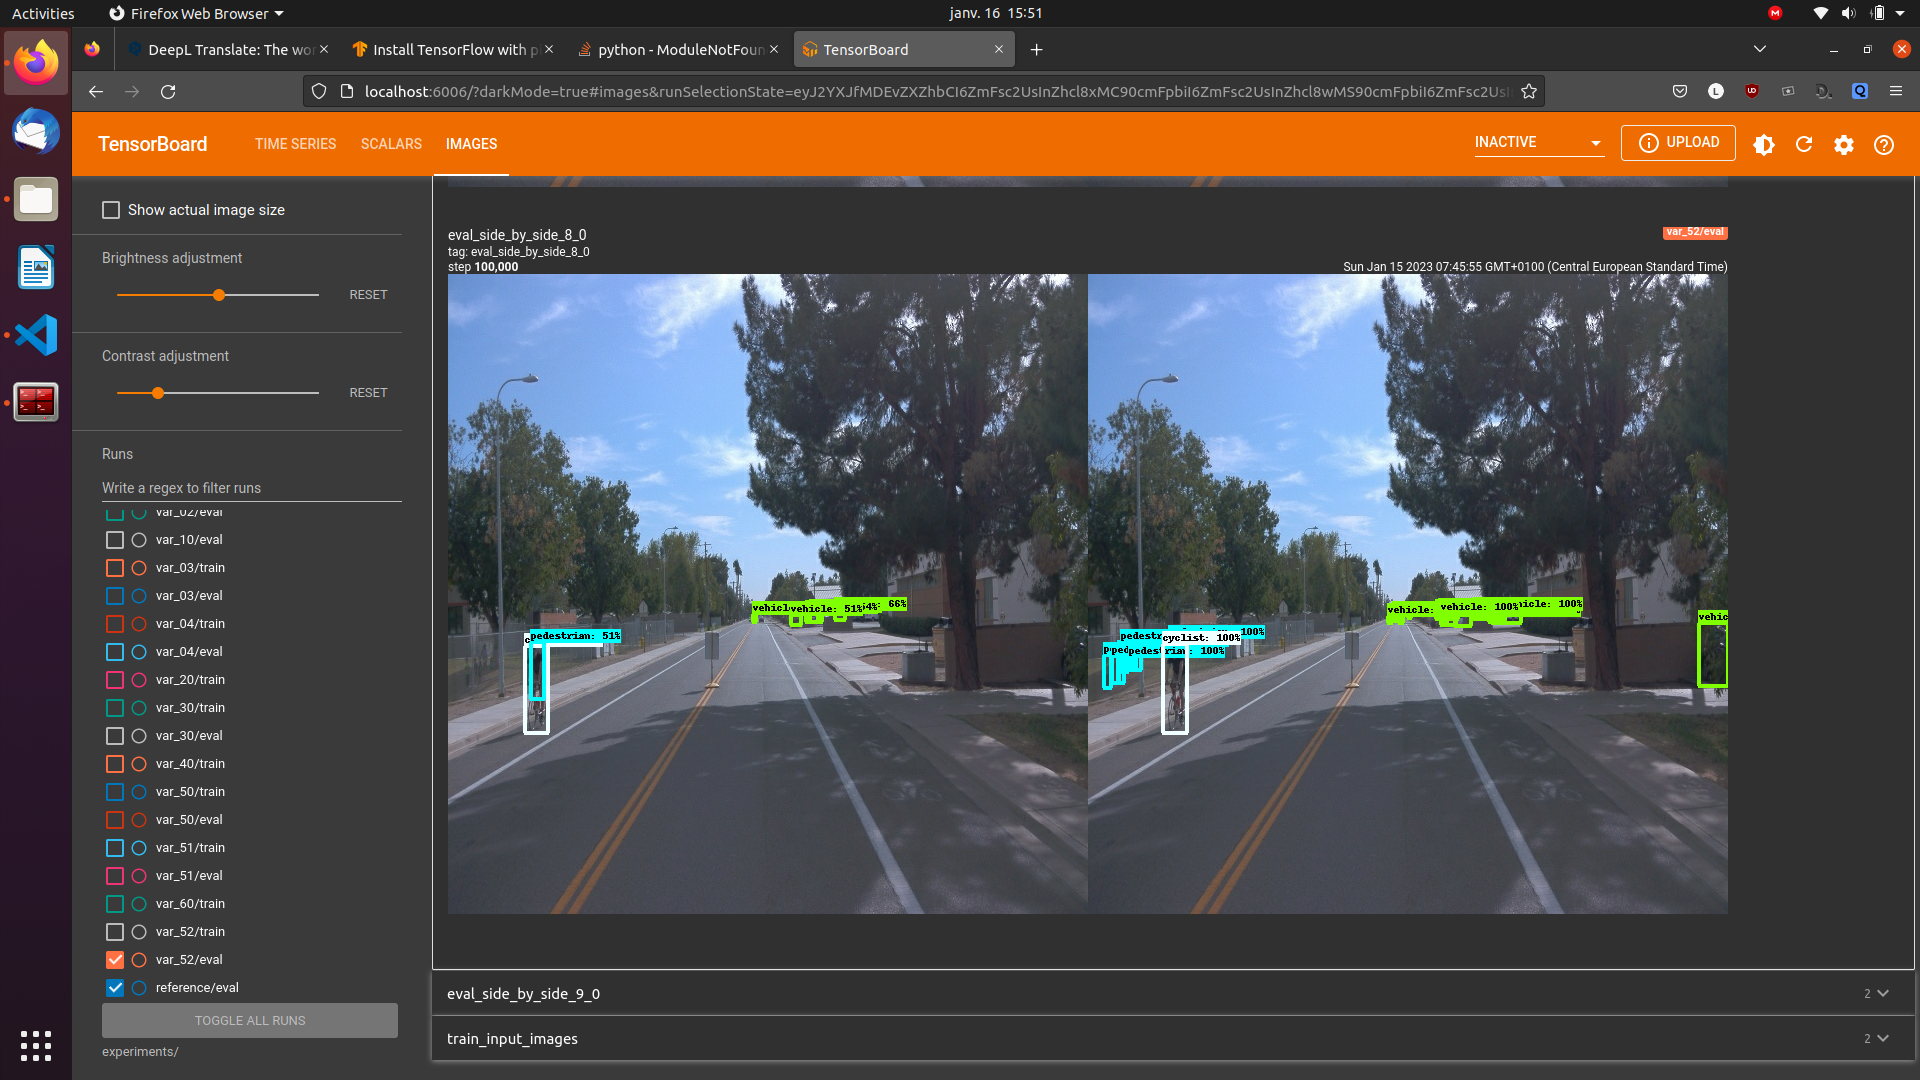 Activities
Firefox Web Browser
janv. 16 15:51
DeepL Translate: The wor
Install TensorFlow with pi
python - ModuleNotFoun
TensorBoard
localhost:6006/?darkMode=true#images&runSelectionState=
TensorBoard
TIME SERIES
SCALARS
IMAGES
INACTIVE
UPLOAD
Show actual image size
Brightness adjustment
RESET
Contrast adjustment
RESET
Runs
Write a regex to filter runs
var_02/eval
var_10/eval
var_03/train
var_03/eval
var_04/train
var_04/eval
var_20/train
var_30/train
var_30/eval
var_40/train
var_50/train
var_50/eval
var_51/train
var_51/eval
var_60/train
var_52/train
var_52/eval
reference/eval
TOGGLE ALL RUNS
experiments/
eval_side_by_side_8_0
var_52/eval
tag: eval_side_by_side_8_0
step 100,000
Sun Jan 15 2023 07:45:55 GMT+0100 (Central European Standard Time)
vehicl
vehicle: 51%
66%
pedestrian: 51%
vehicle:
vehicle: 100%
hicle: 100%
vehic
pedestr
100%
cyclist: 100%
pedestrian: 100%
eval_side_by_side_9_0
2
train_input_images
2